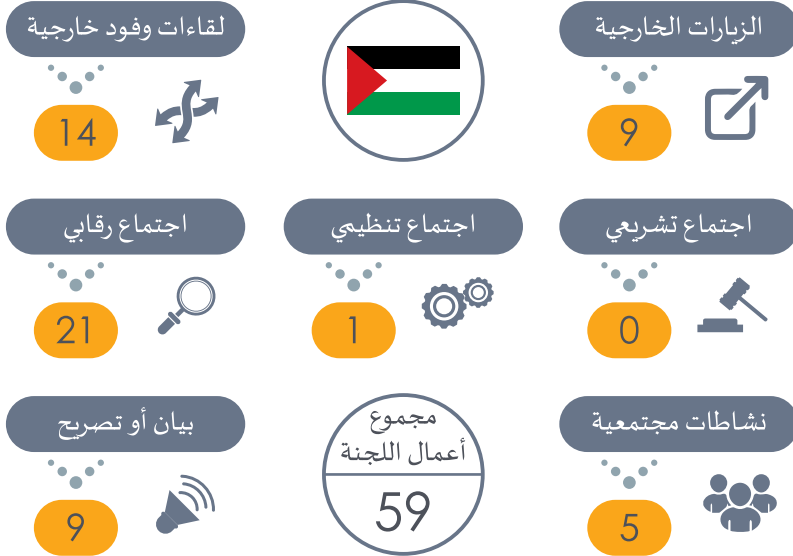 الزيارات الخارجية
9
لقاءات وفود خارجية
14
اجتماع تشريعي
0
اجتماع تنظيمي
1
اجتماع رقابي
21
نشاطات مجتمعية
5
مجموع
أعمال اللجنة
59
بيان أو تصريح
9